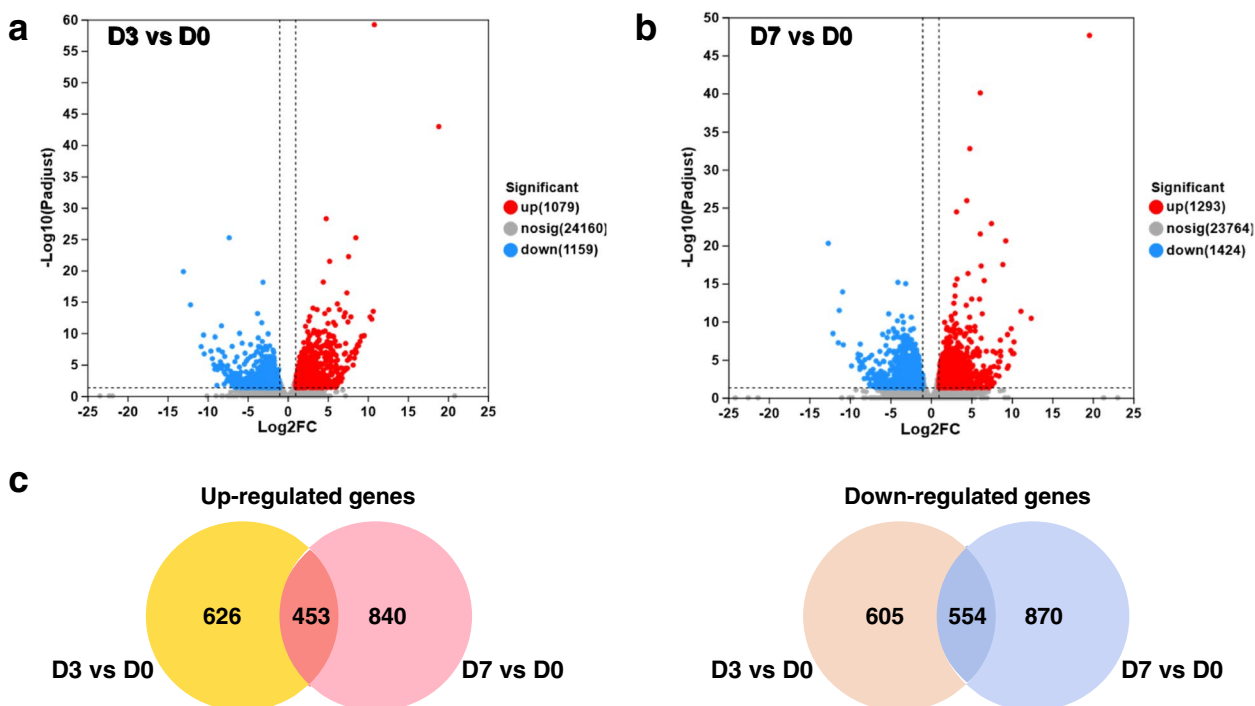 a
D3 vs D0
60
55
50
45
40
35
30
25
20
15
10
5
0
-Log10(Padjust)
-25
-20
-15
-10
-5
0
5
10
15
20
25
Log2FC
Significant
up(1079)
nosig(24160)
down(1159)
b
D7 vs D0
50
45
40
35
30
25
20
15
10
5
0
-Log10(Padjust)
-25
-20
-15
-10
-5
0
5
10
15
20
25
Log2FC
Significant
up(1293)
nosig(23764)
down(1424)
c
Up-regulated genes
626
453
840
D3 vs D0
D7 vs D0
Down-regulated genes
605
554
870
D3 vs D0
D7 vs D0